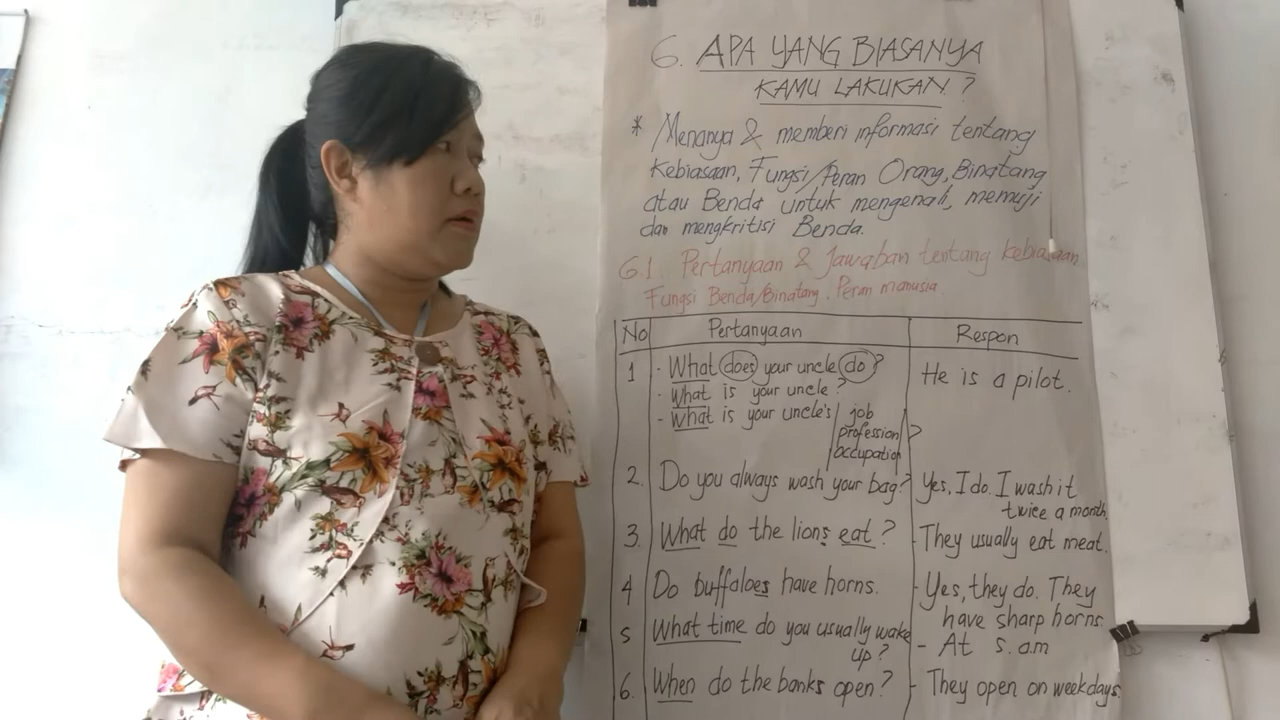 6. APA YANG BIASANYA
KAMU LAKUKAN ?
* Menanya & memberi informasi tentang
Kebiasaan, Fungsi/Peran Orang, Binatang
atau Benda untuk mengenali, memuji
dan mengkritisi Benda.
6.1. Pertanyaan & Jawaban tentang kebiasaan
Fungsi Benda/Binatang, Peran manusia
No Pertanyaan Respon
1 - What does your uncle do? He is a pilot.
- What is your uncle?
- What is your uncle's job
profession ?
occupation
2. Do you always wash your bag? Yes, I do. I wash it
twice a month.
3. What do the lions eat? - They usually eat meat.
4 Do buffaloes have horns. - Yes, they do. They
have sharp horns.
5 What time do you usually wake
up? - At 5. a.m
6. When do the banks open? - They open on weekdays